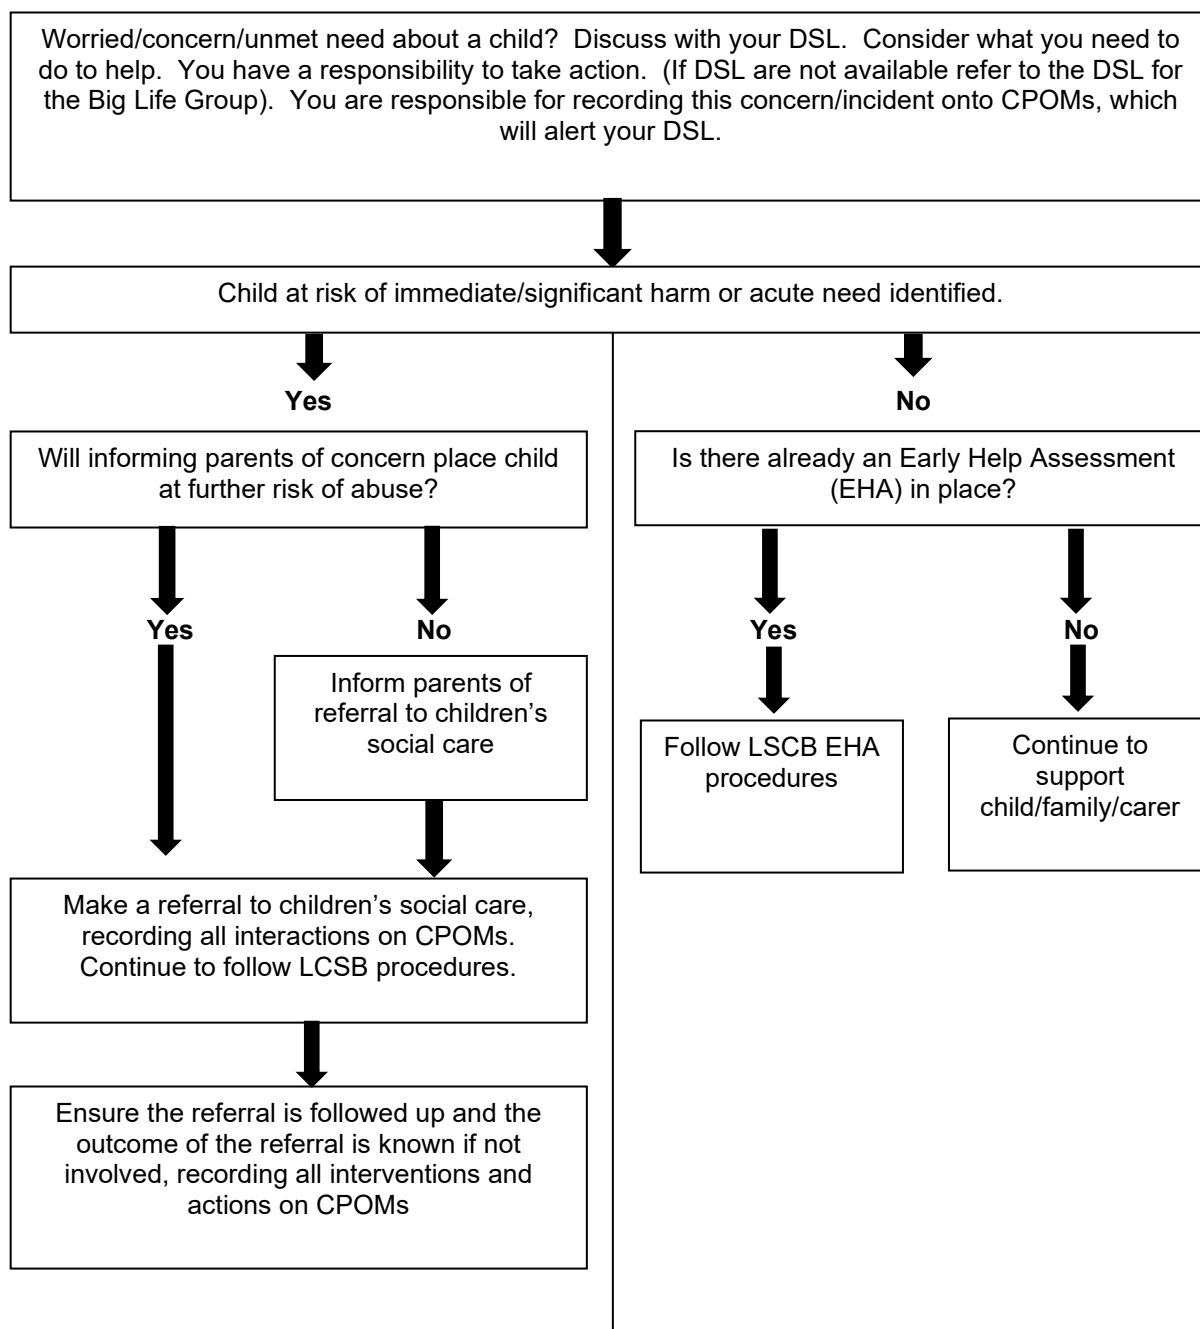 Worried/concern/unmet need about a child? Discuss with your DSL. Consider what you need to
do to help. You have a responsibility to take action. (If DSL are not available refer to the DSL for
the Big Life Group). You are responsible for recording this concern/incident onto CPOMs, which
will alert your DSL.
Child at risk of immediate/significant harm or acute need identified.
Yes
No
Will informing parents of concern place child
at further risk of abuse?
Is there already an Early Help Assessment
(EHA) in place?
Yes
No
Yes
No
Inform parents of
referral to children’s
social care
Follow LSCB EHA
procedures
Continue to
support
child/family/carer
Make a referral to children’s social care,
recording all interactions on CPOMs.
Continue to follow LCSB procedures.
Ensure the referral is followed up and the
outcome of the referral is known if not
involved, recording all interventions and
actions on CPOMs